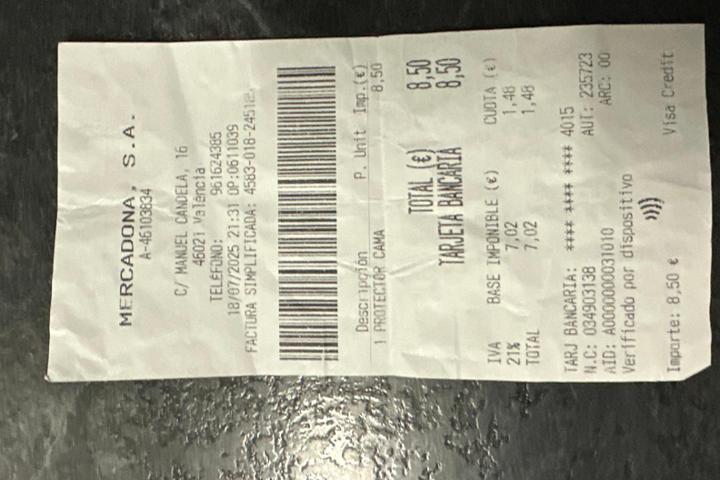 MERCADONA, S.A.
A-46103834
C/ MANUEL CANDELA, 16
46021 Valencia
TELÉFONO: 961624385
18/07/2025 21:31 OP:0611039
FACTURA SIMPLIFICADA: 4583-018-24512
Descripción P. Unit Imp.(€)
1 PROTECTOR CAMA 8,50
TOTAL (€) 8,50
TARJETA BANCARIA 8,50
IVA BASE IMPONIBLE (€) CUOTA (€)
21% 7,02 1,48
TOTAL 7,02 1,48
TARJ BANCARIA: **** **** **** 4015
N.C: 034903138 AUT: 235723
AID: A0000000031010 ARC: 00
Verificado por dispositivo
Importe: 8,50 € Visa Credit